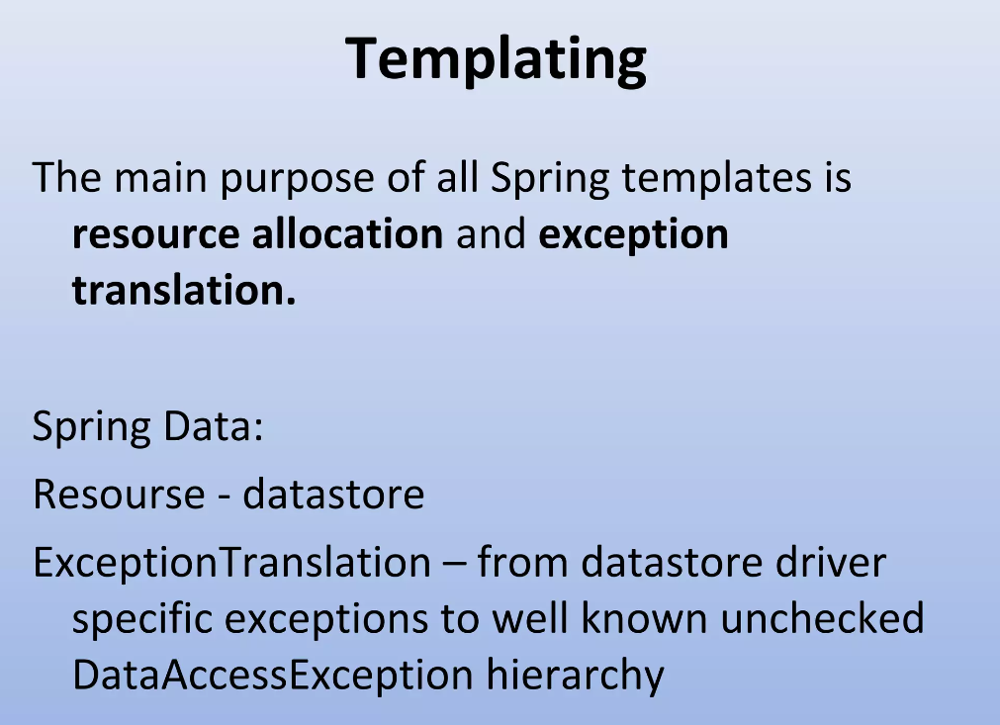 Templating
The main purpose of all Spring templates is
resource allocation and exception
translation.
Spring Data:
Resourse - datastore
ExceptionTranslation – from datastore driver
specific exceptions to well known unchecked
DataAccessException hierarchy